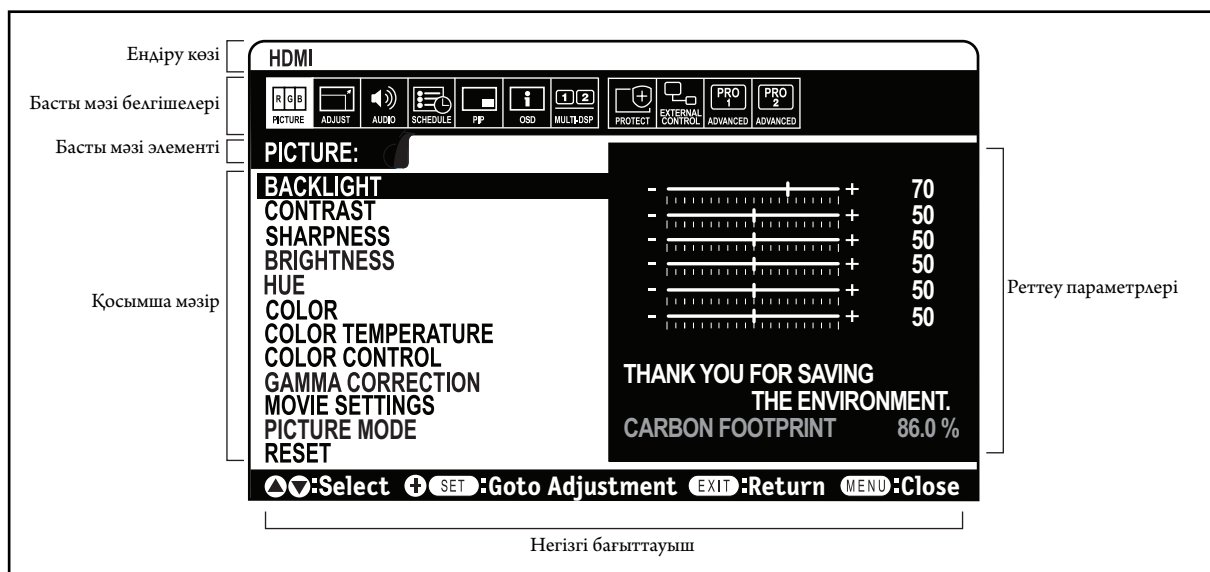 Ендіру көзі
HDMI
Басты мәзі белгішелері
R G B
PICTURE
ADJUST
AUDIO
SCHEDULE
PIP
OSD
1 2
MULTI-DSP
PROTECT
EXTERNAL
CONTROL
PRO
1
ADVANCED
PRO
2
ADVANCED
Басты мәзі элементі
PICTURE:
Қосымша мәзір
BACKLIGHT - + 70
CONTRAST - + 50
SHARPNESS - + 50
BRIGHTNESS - + 50
HUE - + 50
COLOR - + 50
COLOR TEMPERATURE
COLOR CONTROL
GAMMA CORRECTION
MOVIE SETTINGS
PICTURE MODE
RESET
THANK YOU FOR SAVING
THE ENVIRONMENT.
CARBON FOOTPRINT 86.0 %
Реттеу параметрлері
:Select SET :Goto Adjustment EXIT :Return MENU :Close
Негізгі бағыттауыш